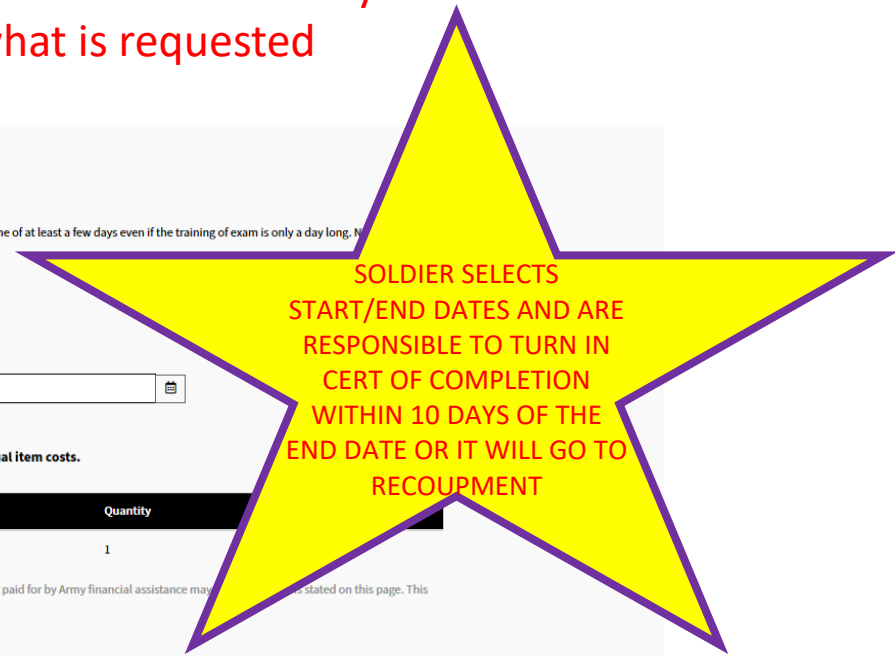 what is requested
of at least a few days even if the training of exam is only a day long.
SOLDIER SELECTS
START/END DATES AND ARE
RESPONSIBLE TO TURN IN
CERT OF COMPLETION
WITHIN 10 DAYS OF THE
END DATE OR IT WILL GO TO
RECOUPMENT
item costs.
Quantity
1
paid for by Army financial assistance may stated on this page. This